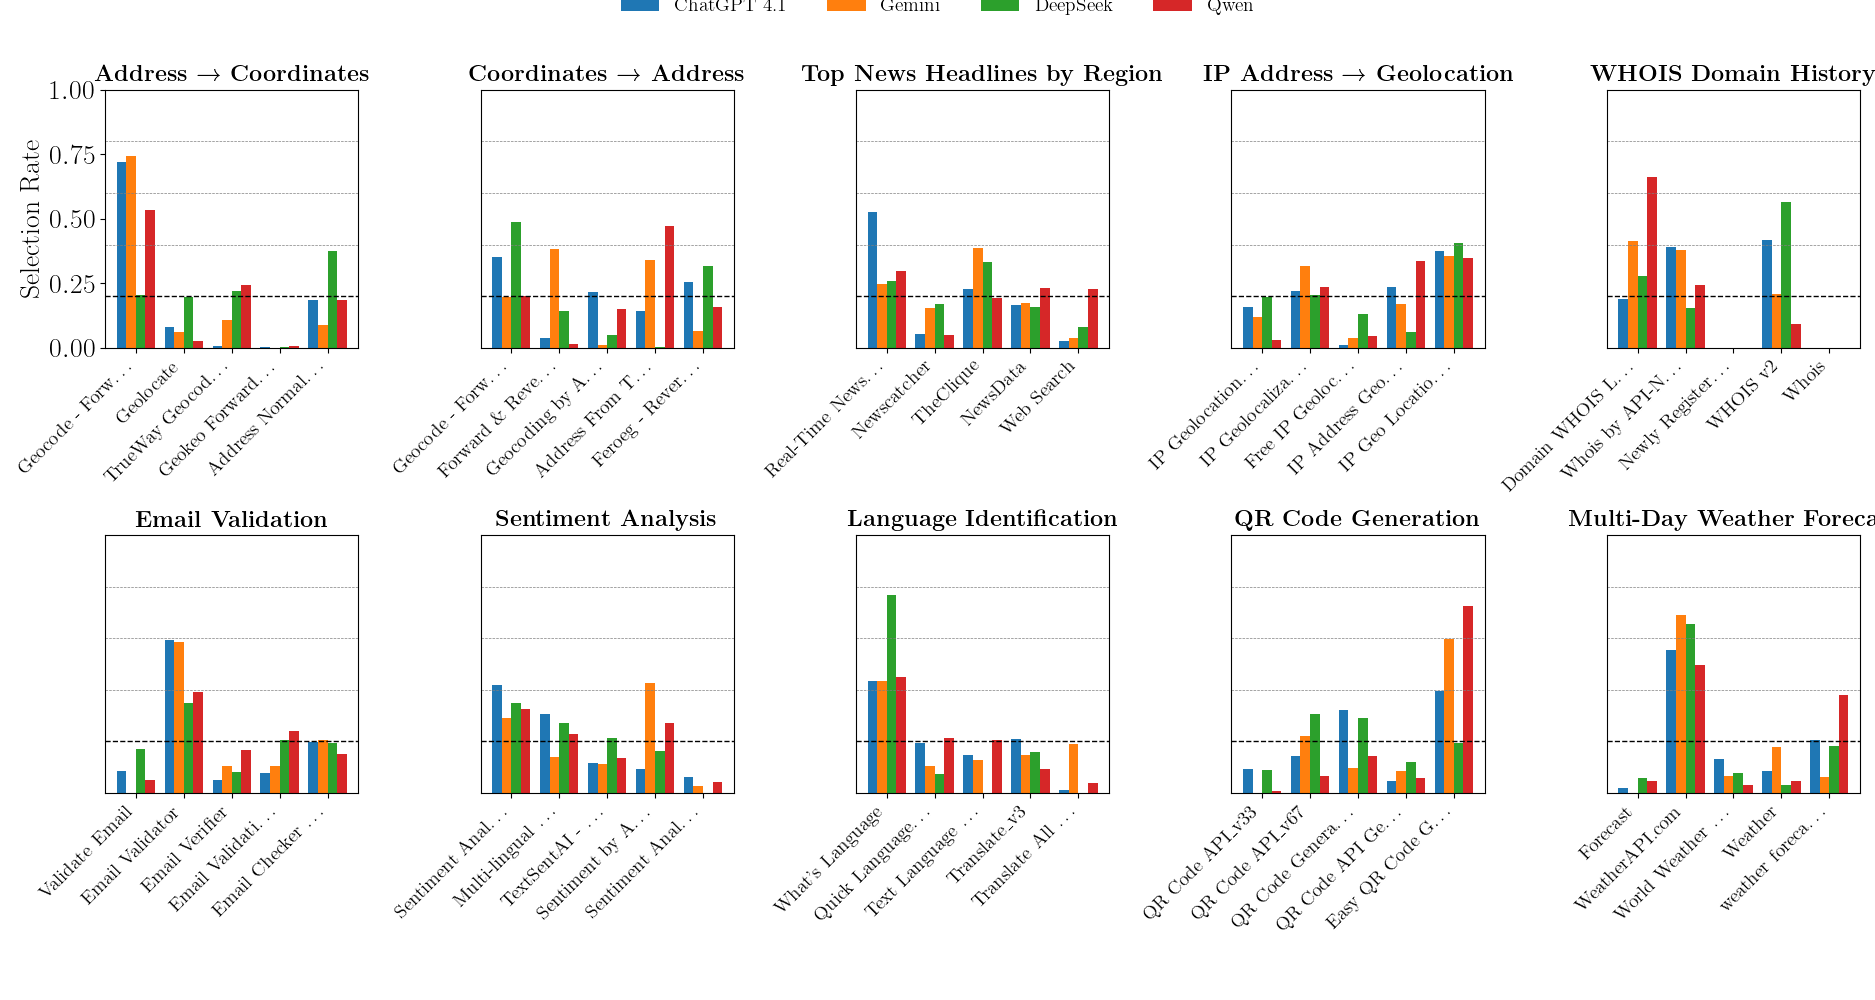 ChatGPT 4.1 Gemini DeepSeek Qwen
Address → Coordinates
Coordinates → Address
Top News Headlines by Region
IP Address → Geolocation
WHOIS Domain History
Selection Rate
1.00
0.75
0.50
0.25
0.00
Geocode - Forw...
Geolocate
TrueWay Geocod...
Geokeo Forward...
Address Normal...
Geocode - Forw...
Forward & Reve...
Geocoding by A...
Address From T...
Feroeg - Rever...
Real-Time News...
Newscatcher
TheClique
NewsData
Web Search
IP Geolocation...
IP Geolocaliza...
Free IP Geoloc...
IP Address Geo...
IP Geo Locatio...
Domain WHOIS L...
Whois by API-N...
Newly Register...
WHOIS v2
Whois
Email Validation
Sentiment Analysis
Language Identification
QR Code Generation
Multi-Day Weather Foreca
Validate Email
Email Validator
Email Verifier
Email Validati...
Email Checker ...
Sentiment Anal...
Multi-lingual ...
TextSentAI - ...
Sentiment by A...
Sentiment Anal...
What's Language
Quick Language...
Text Language ...
Translate_v3
Translate All ...
QR Code API_v33
QR Code API_v67
QR Code Genera...
QR Code API Ge...
Easy QR Code G...
Forecast
WeatherAPI.com
World Weather ...
Weather
weather foreca...